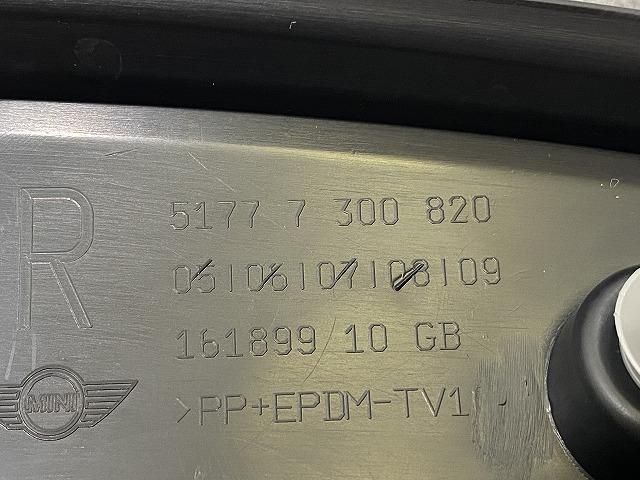 R
5177 7 300 820
05|06|07|08|09
161899 10 GB
MINI
>PP+EPDM-TV1